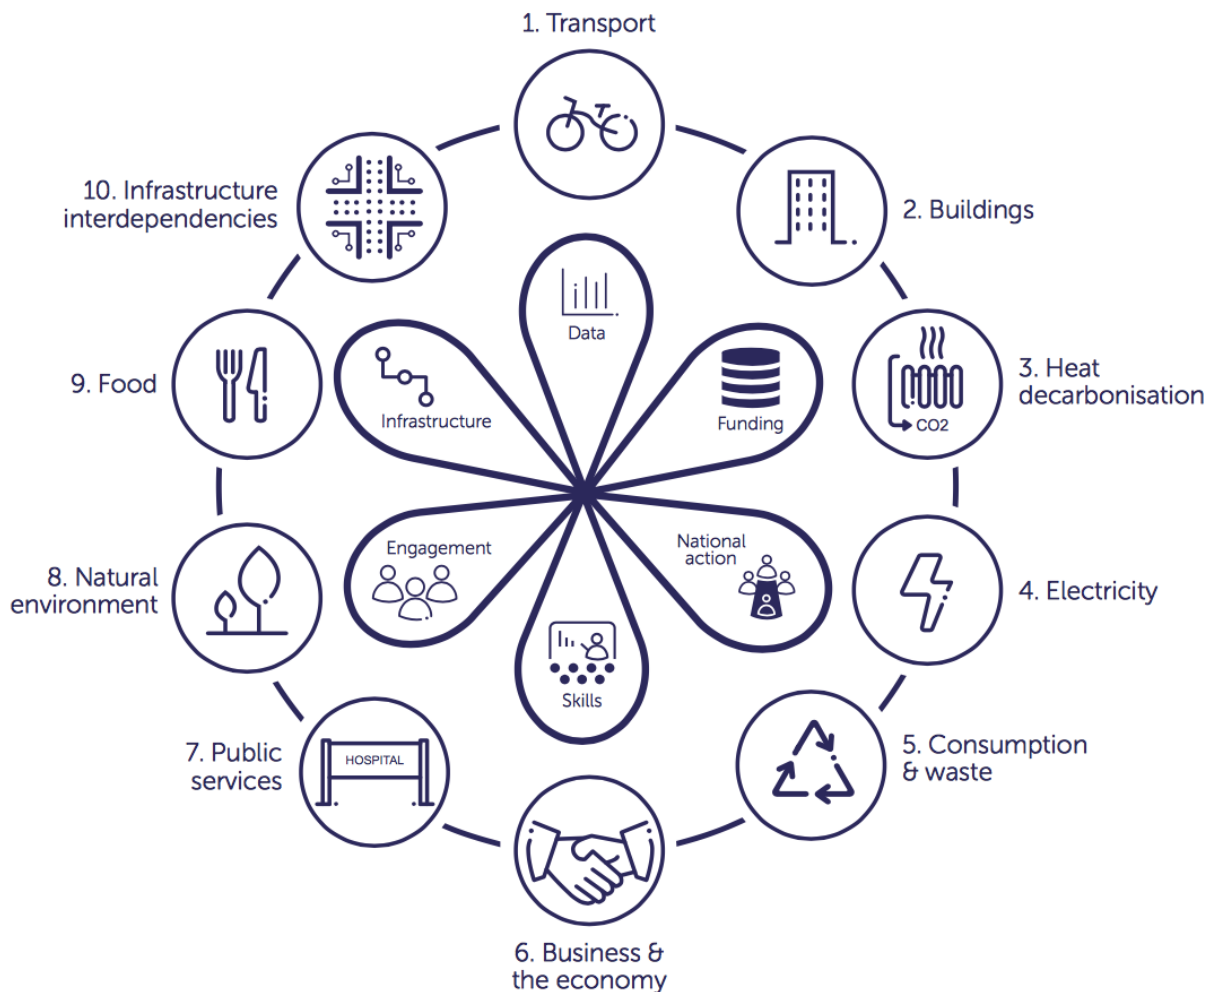 1. Transport
2. Buildings
3. Heat
decarbonisation
CO2
4. Electricity
5. Consumption
& waste
6. Business &
the economy
7. Public
services
HOSPITAL
8. Natural
environment
9. Food
10. Infrastructure
interdependencies
Data
Funding
National
action
Skills
Engagement
Infrastructure